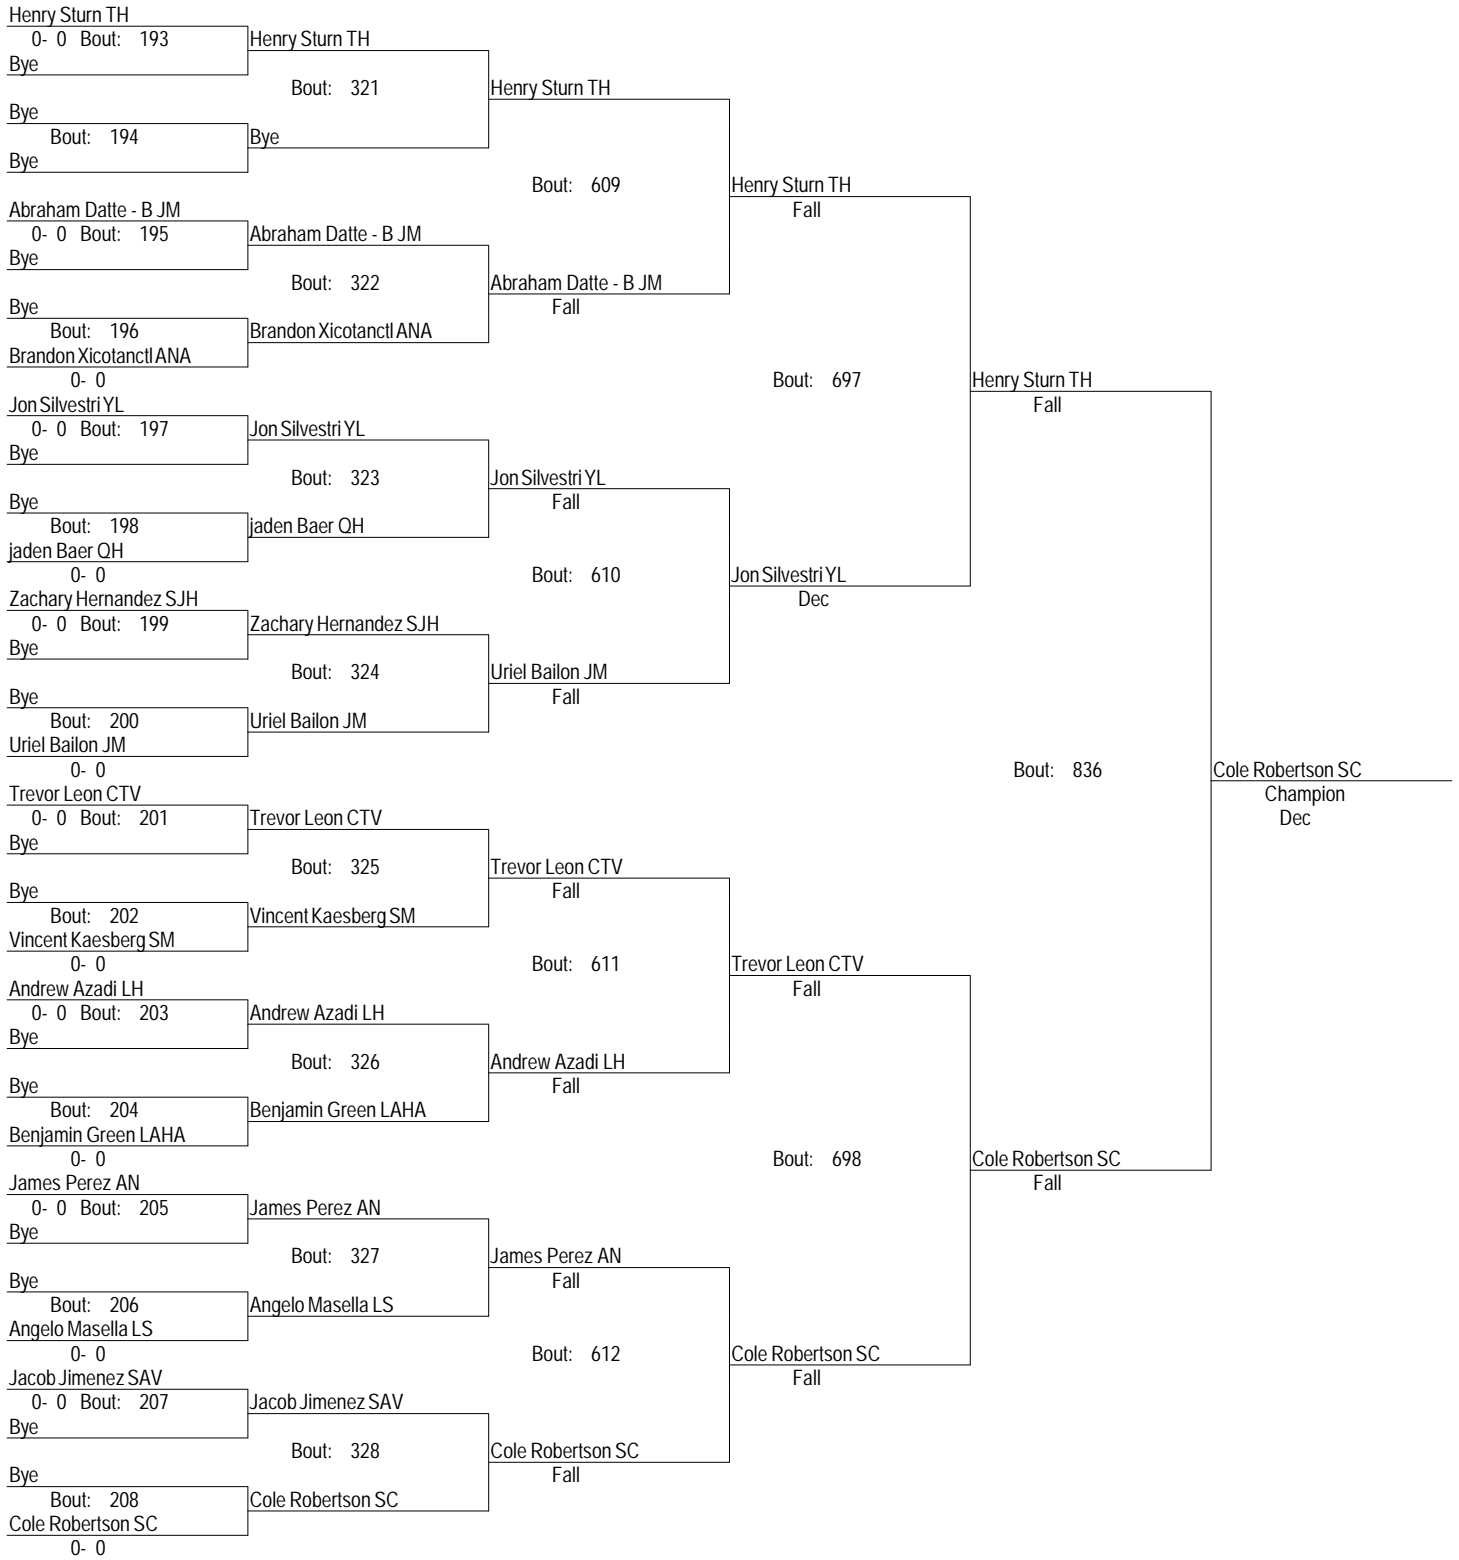 Henry Sturn TH
0- 0 Bout: 193
Bye
Bye
Bout: 194
Bye
Abraham Datte - B JM
0- 0 Bout: 195
Bye
Bye
Bout: 196
Brandon Xicotanctl ANA
0- 0
Jon Silvestri YL
0- 0 Bout: 197
Bye
Bye
Bout: 198
jaden Baer QH
0- 0
Zachary Hernandez SJH
0- 0 Bout: 199
Bye
Bye
Bout: 200
Uriel Bailon JM
0- 0
Trevor Leon CTV
0- 0 Bout: 201
Bye
Bye
Bout: 202
Vincent Kaesberg SM
0- 0
Andrew Azadi LH
0- 0 Bout: 203
Bye
Bye
Bout: 204
Benjamin Green LAHA
0- 0
James Perez AN
0- 0 Bout: 205
Bye
Bye
Bout: 206
Angelo Masella LS
0- 0
Jacob Jimenez SAV
0- 0 Bout: 207
Bye
Bye
Bout: 208
Cole Robertson SC
0- 0
Henry Sturn TH
Bout: 321
Bye
Abraham Datte - B JM
Bout: 322
Brandon Xicotanctl ANA
Jon Silvestri YL
Bout: 323
jaden Baer QH
Zachary Hernandez SJH
Bout: 324
Uriel Bailon JM
Trevor Leon CTV
Bout: 325
Vincent Kaesberg SM
Andrew Azadi LH
Bout: 326
Benjamin Green LAHA
James Perez AN
Bout: 327
Angelo Masella LS
Jacob Jimenez SAV
Bout: 328
Cole Robertson SC
Henry Sturn TH
Bout: 609
Abraham Datte - B JM
Fall
Jon Silvestri YL
Fall
Bout: 610
Uriel Bailon JM
Fall
Trevor Leon CTV
Fall
Bout: 611
Andrew Azadi LH
Fall
James Perez AN
Fall
Bout: 612
Cole Robertson SC
Fall
Henry Sturn TH
Fall
Bout: 697
Jon Silvestri YL
Dec
Trevor Leon CTV
Fall
Bout: 698
Cole Robertson SC
Fall
Henry Sturn TH
Fall
Bout: 836
Cole Robertson SC
Fall
Cole Robertson SC
Champion
Dec